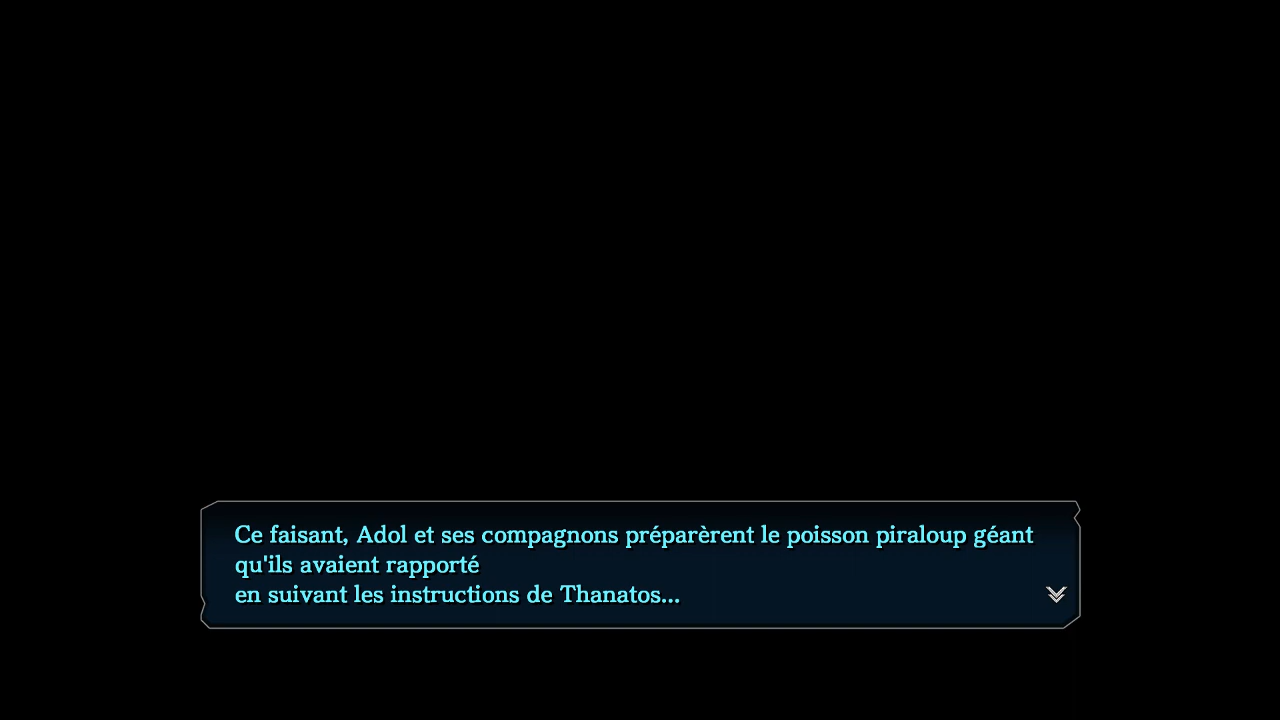 Ce faisant, Adol et ses compagnons préparèrent le poisson piraloup géant
qu'ils avaient rapporté
en suivant les instructions de Thanatos...